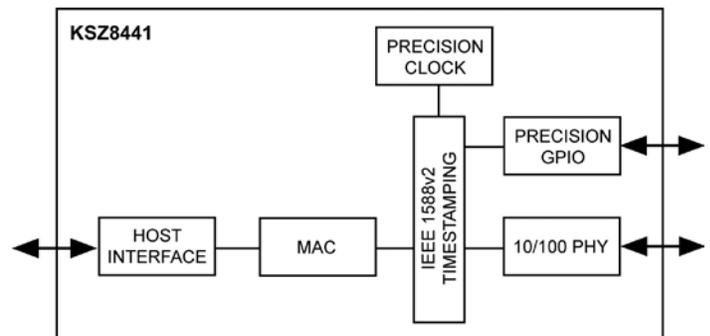 KSZ8441
PRECISION
CLOCK
PRECISION
GPIO
IEEE 1588v2
TIMESTAMPING
HOST
INTERFACE
MAC
10/100 PHY